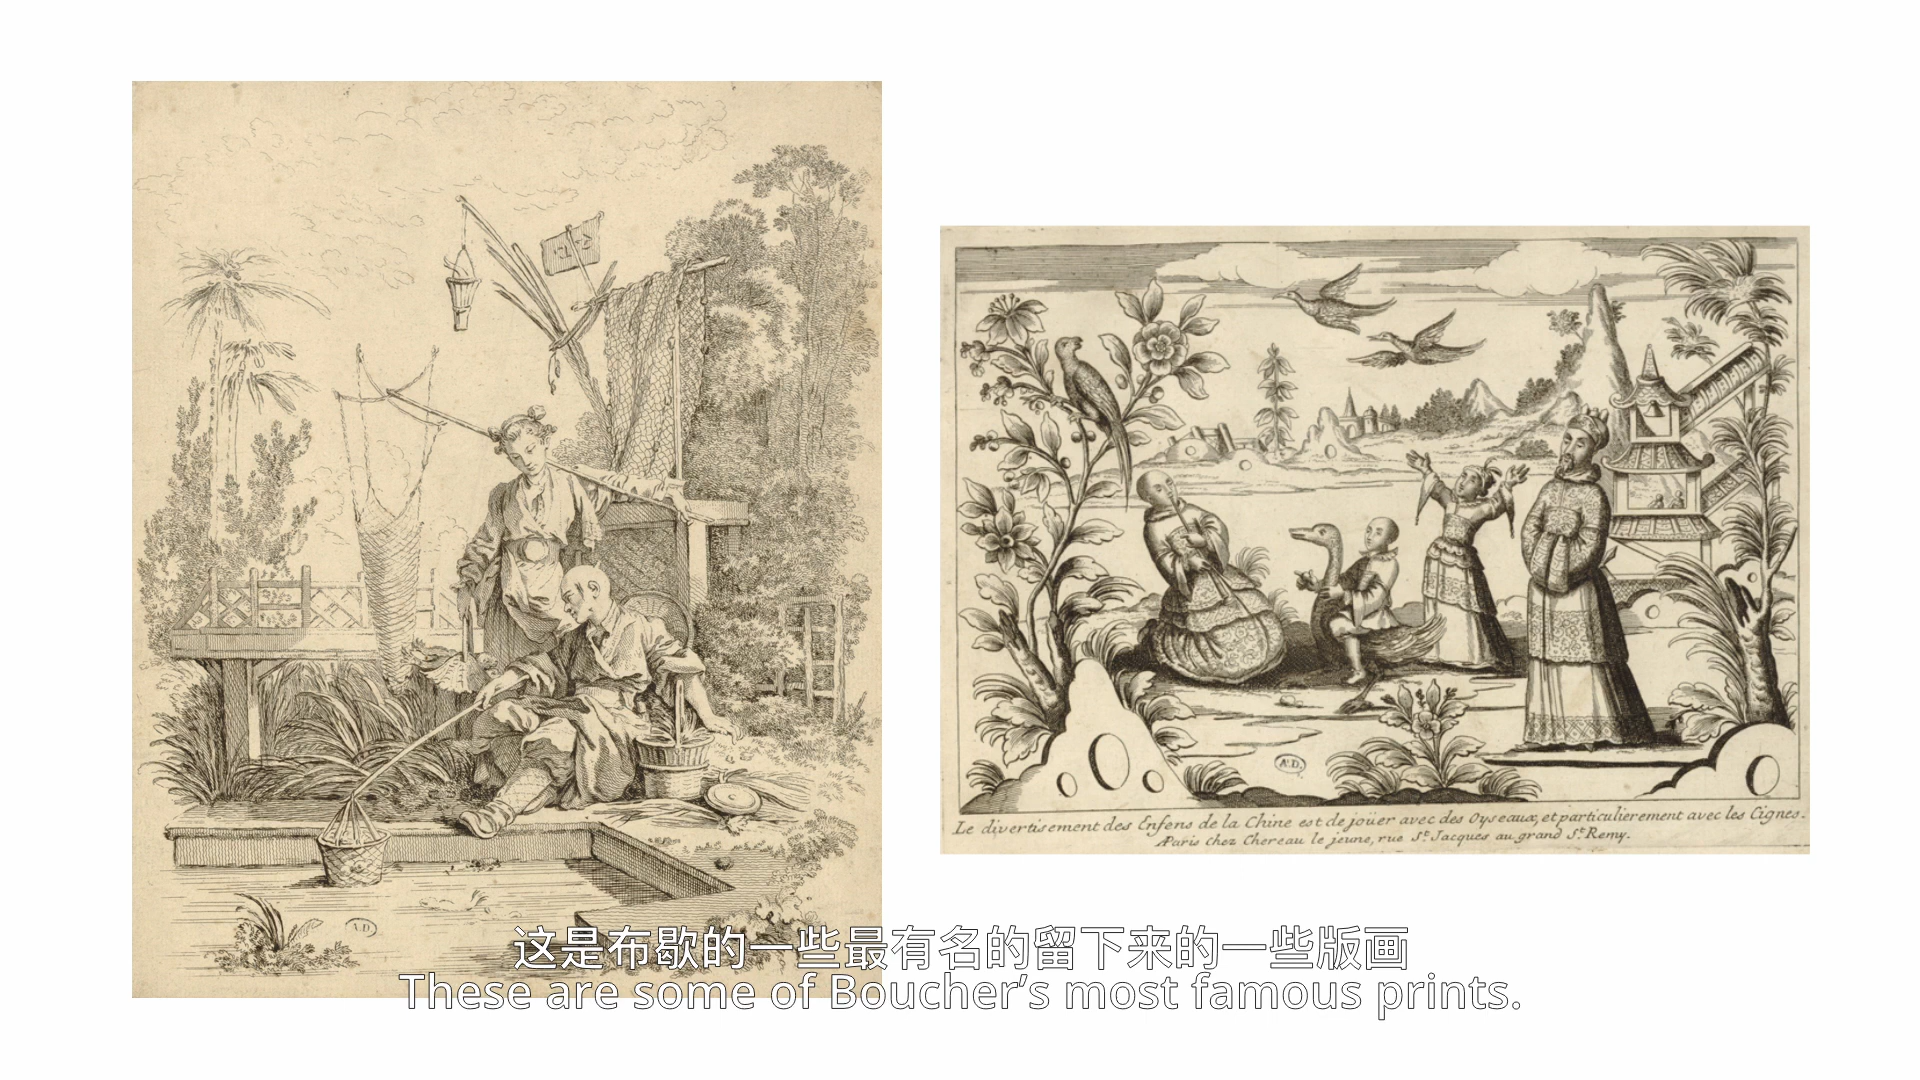 Le divertisement des Enfens de la Chine est de joüer avec des Oyseaux, et particulierement avec les Cignes.
Paris chez Chereau le jeune, rue St. Jacques au grand St. Remy.
A.D.
A.D.
这是布歇的一些最有名的留下来的一些版画
These are some of Boucher's most famous prints.